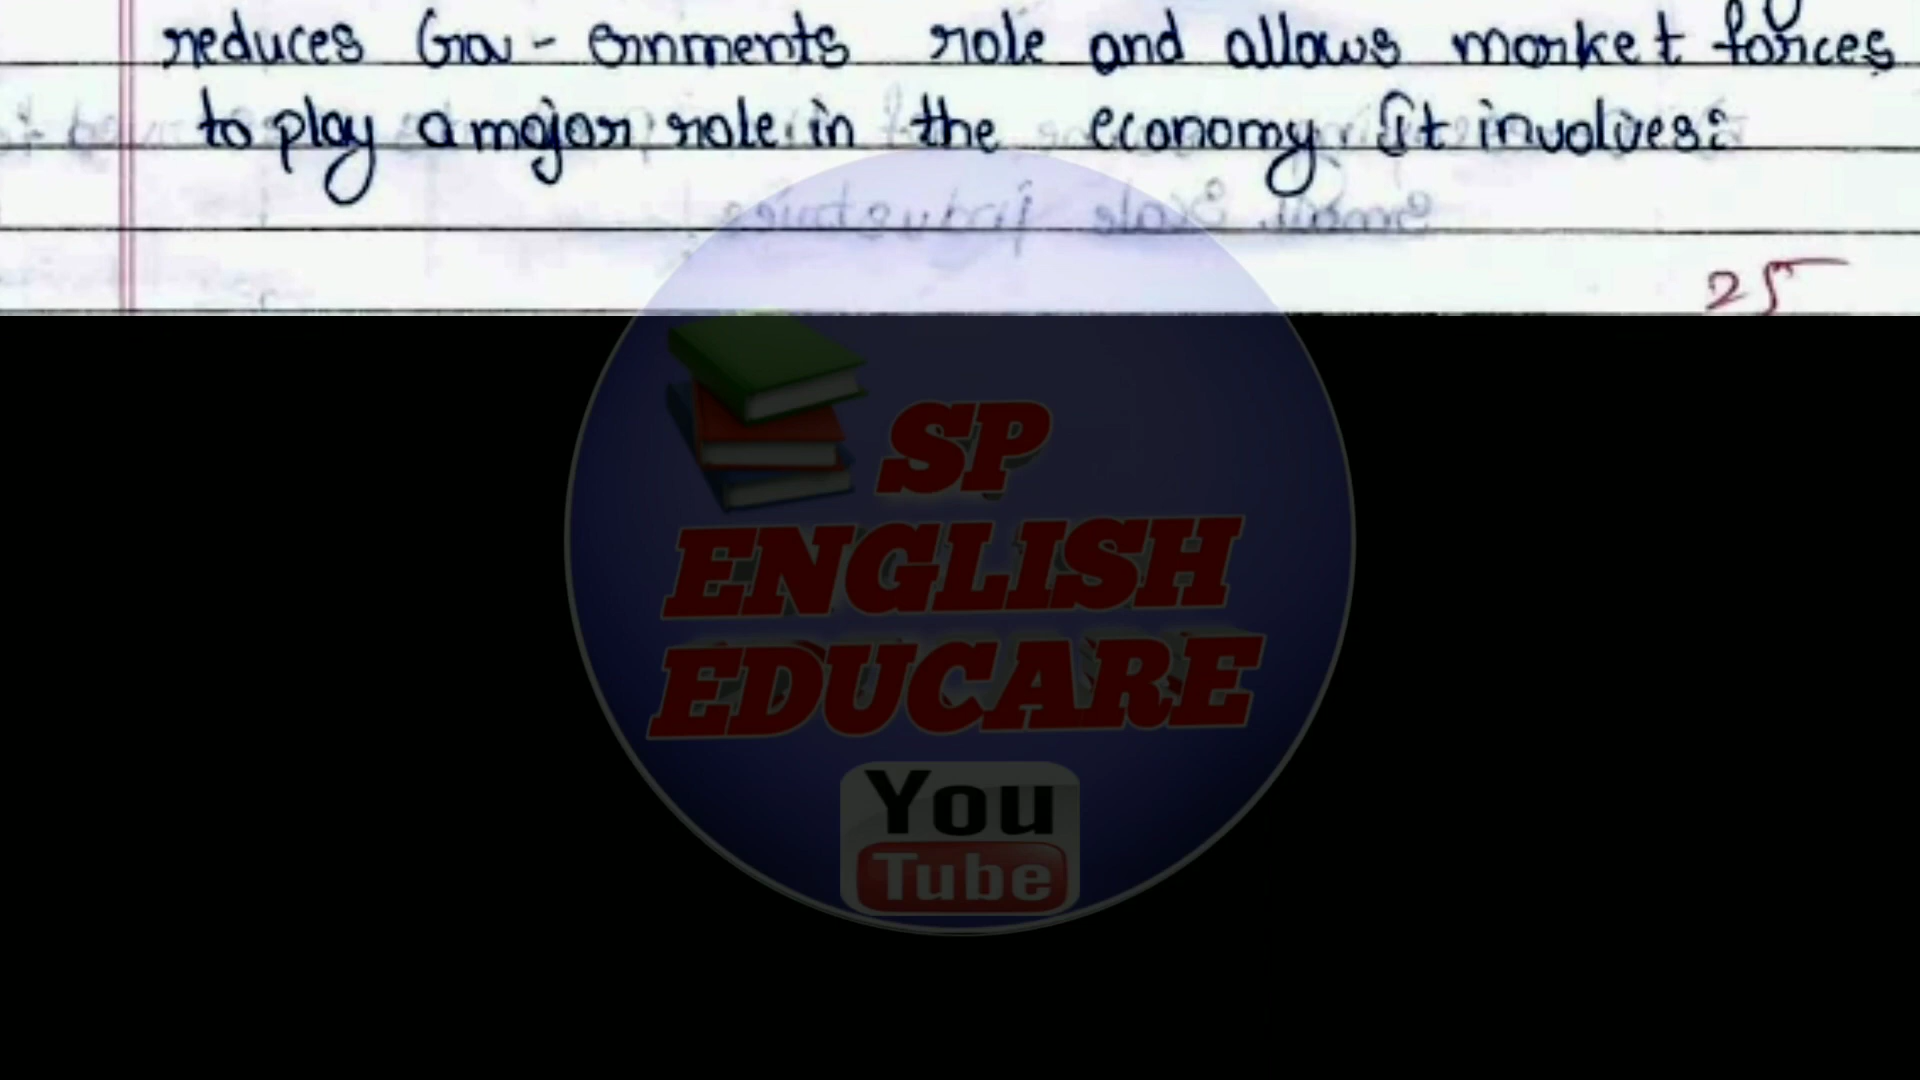 reduces Gov - ernments role and allows market forces
to play a major role in the economy. It involves:
25
SP
ENGLISH
EDUCARE
You
Tube